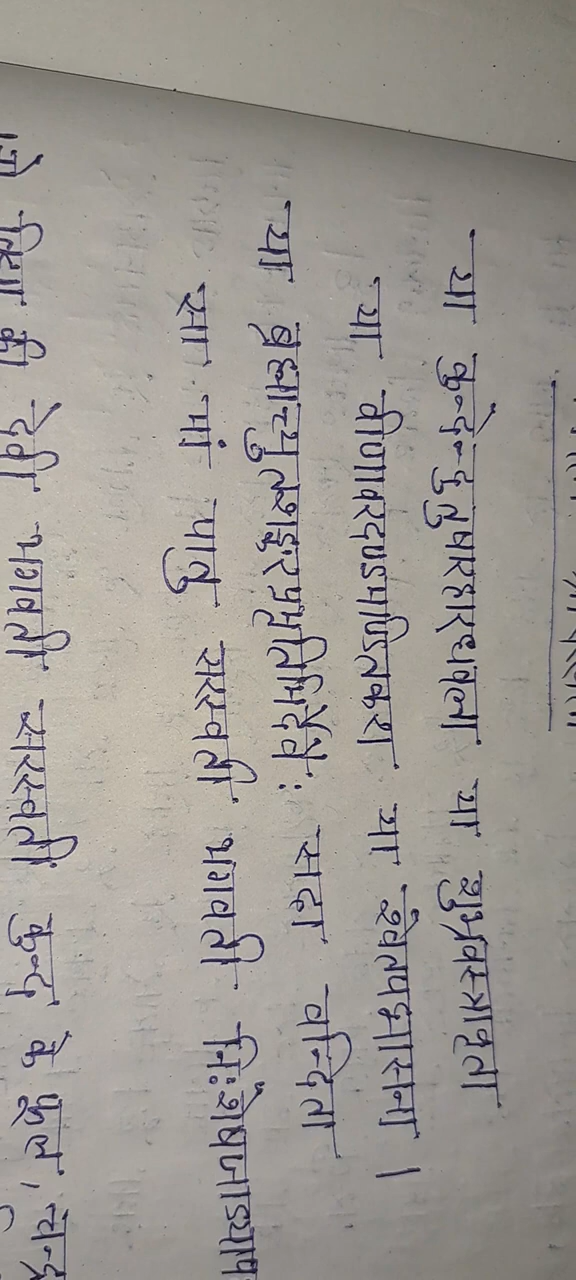 या कुन्देन्दुतुषारहारधवला या शुभ्रवस्त्रावृता
या वीणावरदण्डमण्डितकरा या श्वेतपद्मासना ।
या ब्रह्माच्युतशङ्करप्रभृतिभिर्देवैः सदा वन्दिता
सा मां पातु सरस्वती भगवती निःशेषजाड्याप
जो विद्या की देवी भगवती सरस्वती कुन्द के फूल,